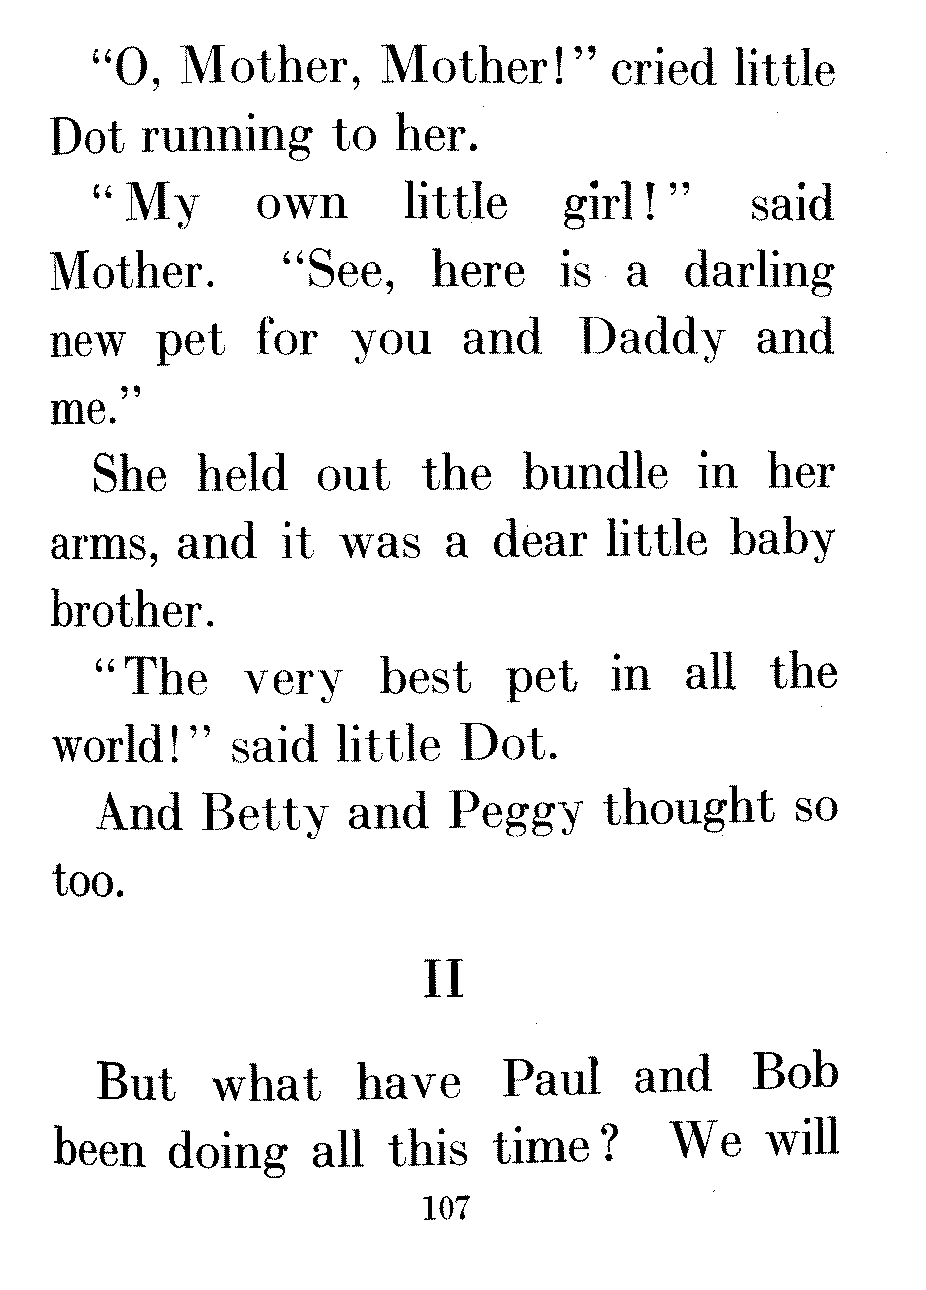 “O, Mother, Mother!” cried little
Dot running to her.
“My own little girl!” said
Mother. “See, here is a darling
new pet for you and Daddy and
me.”
She held out the bundle in her
arms, and it was a dear little baby
brother.
“The very best pet in all the
world!” said little Dot.
And Betty and Peggy thought so
too.
II
But what have Paul and Bob
been doing all this time? We will
107